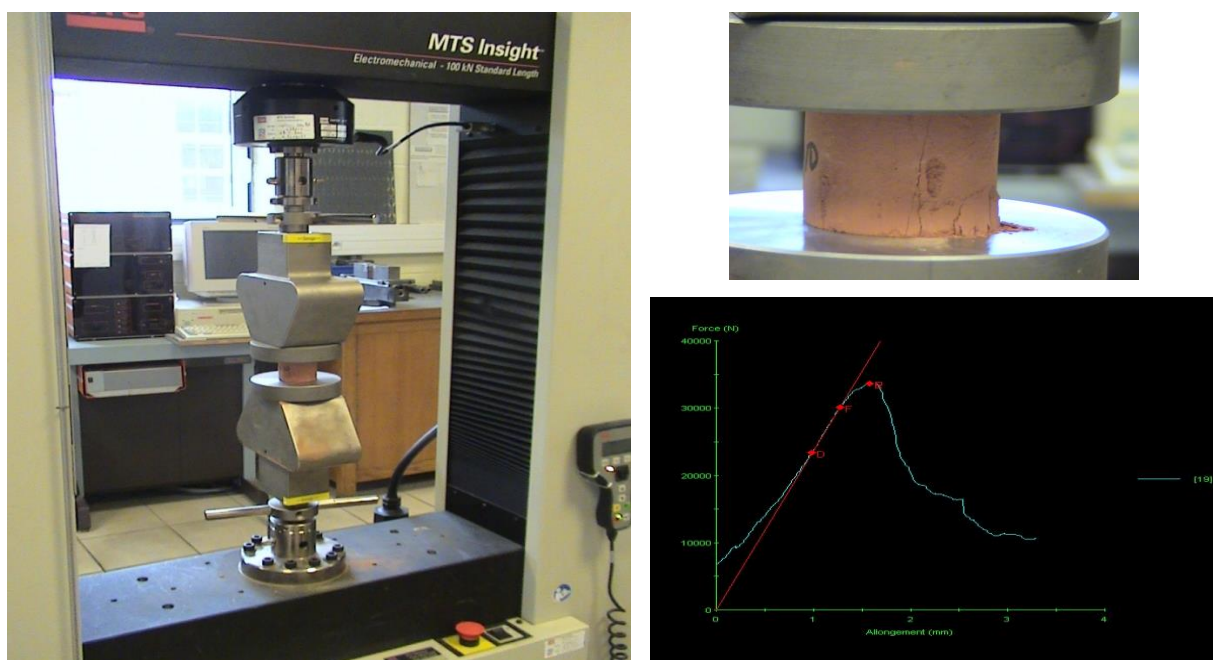 MTS
MTS Insight
Electromechanical - 100 kN Standard Length
Force (N)
40000
30000
20000
10000
0
0
1
2
3
4
Allongement (mm)
D
F
R
[19]